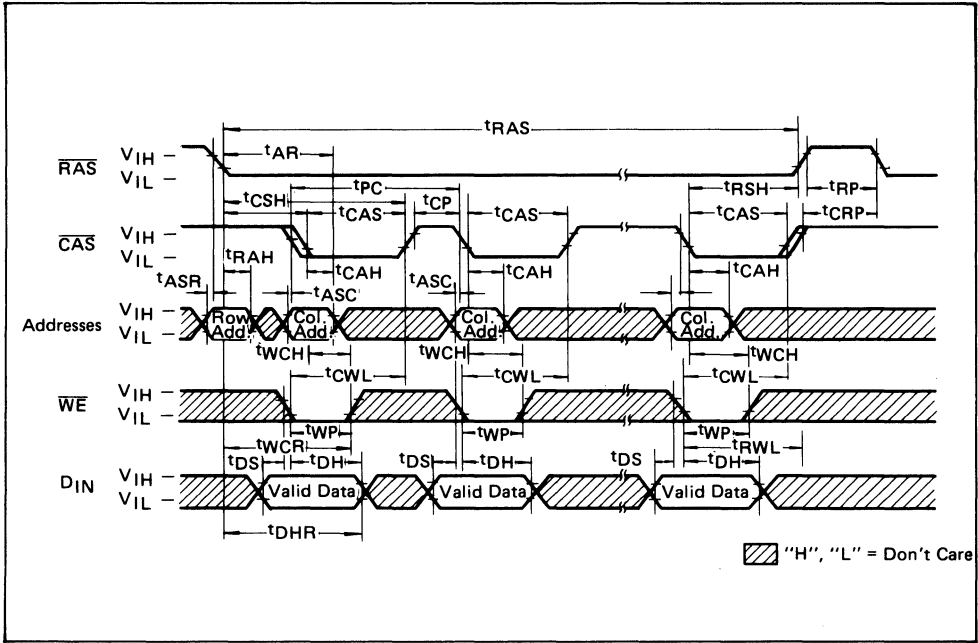 tRAS
RAS VIH VIL
tAR
tPC
tRSH
tRP
tCSH
tCAS
tCP
tCAS
tCAS
tCRP
CAS VIH VIL
tRAH
tCAH
tCAH
tCAH
tASR
tASC
tASC
Addresses VIH VIL
Row Add.
Col. Add.
Col. Add.
Col. Add.
tWCH
tWCH
tWCH
tCWL
tCWL
tCWL
WE VIH VIL
tWP
tWP
tWP
tWCR
tRWL
tDS
tDH
tDS
tDH
tDS
tDH
DIN VIH VIL
Valid Data
Valid Data
Valid Data
tDHR
"H", "L" = Don't Care